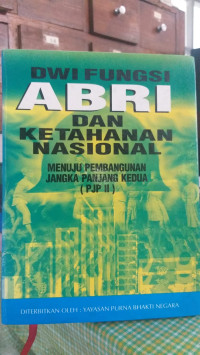 DWI FUNGSI
ABRI
DAN
KETAHANAN
NASIONAL
MENUJU PEMBANGUNAN
JANGKA PANJANG KEDUA
( PJP II )
DITERBITKAN OLEH : YAYASAN PURNA BHAKTI NEGARA